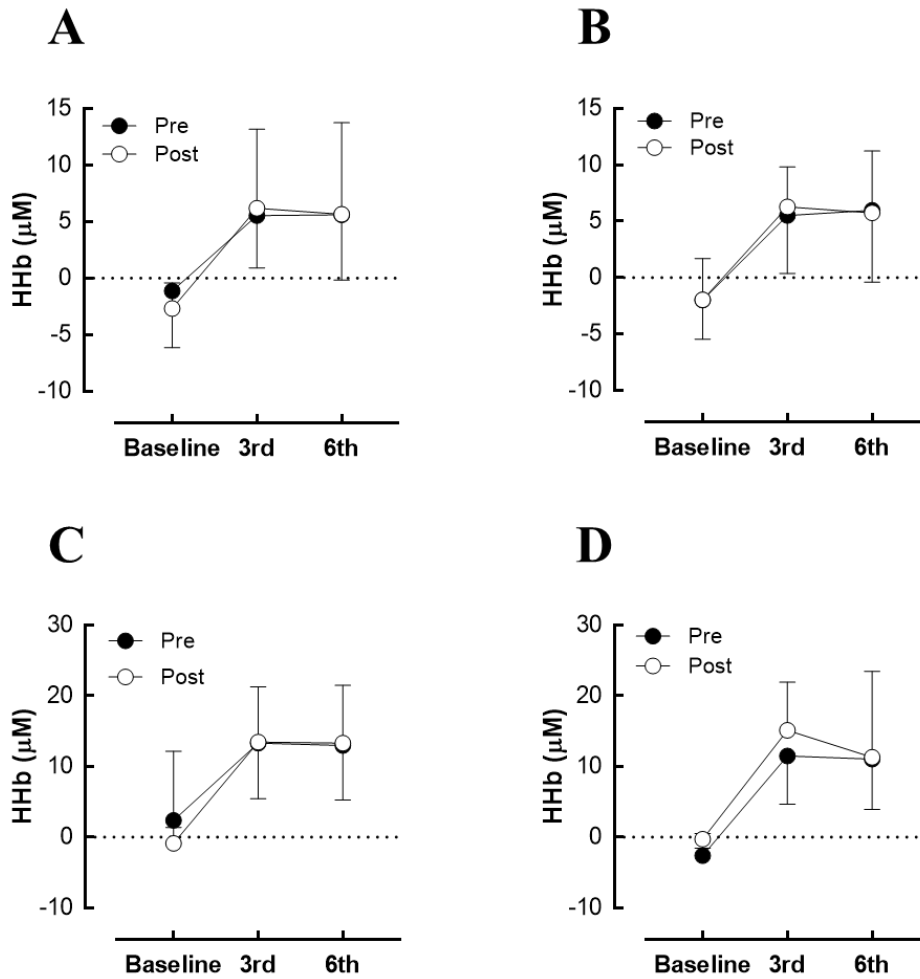 A
15
10
5
0
-5
-10
HHb (μM)
Pre
Post
Baseline 3rd 6th
B
15
10
5
0
-5
-10
HHb (μM)
Pre
Post
Baseline 3rd 6th
C
30
20
10
0
-10
HHb (μM)
Pre
Post
Baseline 3rd 6th
D
30
20
10
0
-10
HHb (μM)
Pre
Post
Baseline 3rd 6th